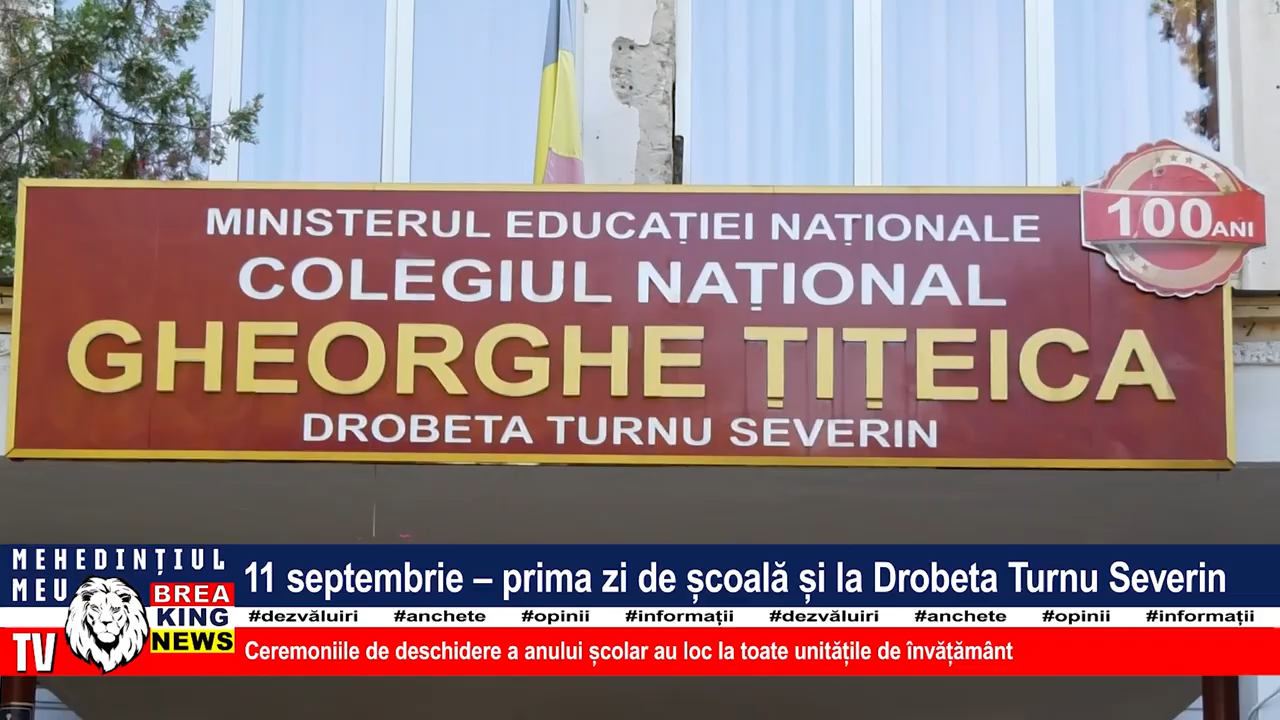 MINISTERUL EDUCAȚIEI NAȚIONALE
100 ANI
COLEGIUL NAȚIONAL
GHEORGHE ȚIȚEICA
DROBETA TURNU SEVERIN
MEHEDINȚIUL
MEU
TV
BREA
KING
NEWS
11 septembrie – prima zi de școală și la Drobeta Turnu Severin
#dezvăluiri #anchete #opinii #informații #dezvăluiri #anchete #opinii #informații
Ceremoniile de deschidere a anului școlar au loc la toate unitățile de învățământ